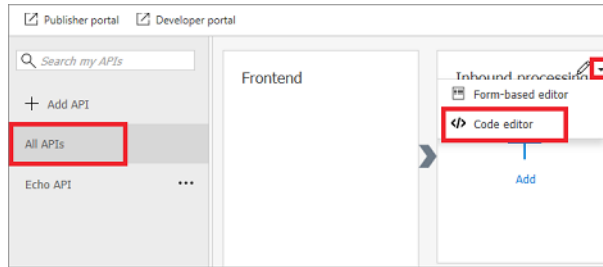 Publisher portal Developer portal
Search my APIs
Add API
All APIs
Echo API
Frontend
Inbound processing
Form-based editor
Code editor
Add